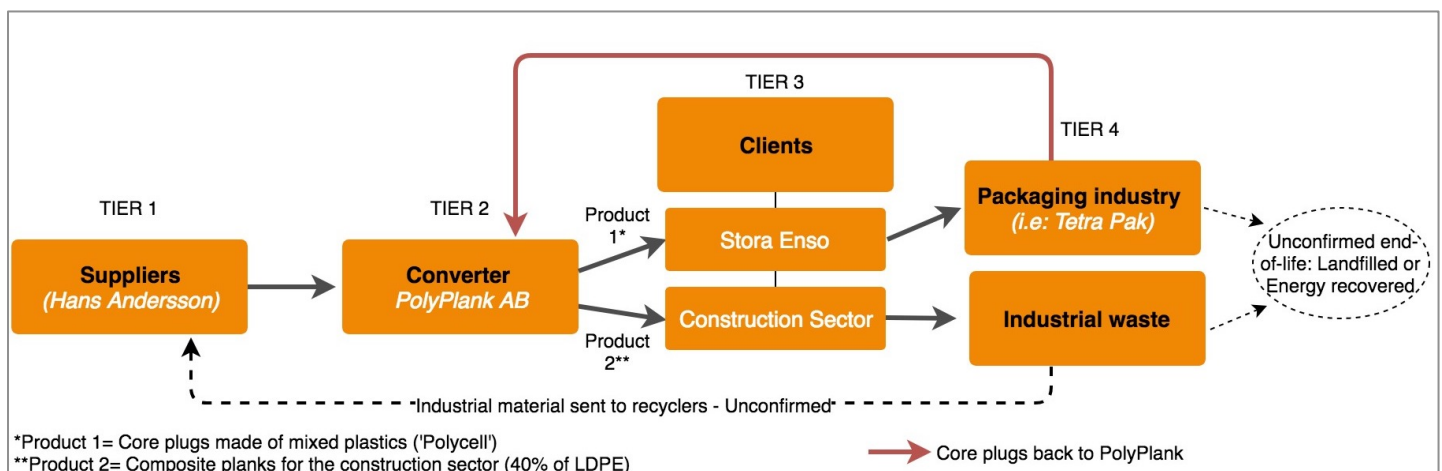 TIER 3
TIER 4
Clients
Packaging industry
(i.e: Tetra Pak)
TIER 1
TIER 2
Product
1*
Suppliers
(Hans Andersson)
Converter
PolyPlank AB
Stora Enso
Unconfirmed end-
of-life: Landfilled or
Energy recovered
Construction Sector
Industrial waste
Product
2**
Industrial material sent to recyclers - Unconfirmed
*Product 1= Core plugs made of mixed plastics ('Polycell')
**Product 2= Composite planks for the construction sector (40% of LDPE)
Core plugs back to PolyPlank